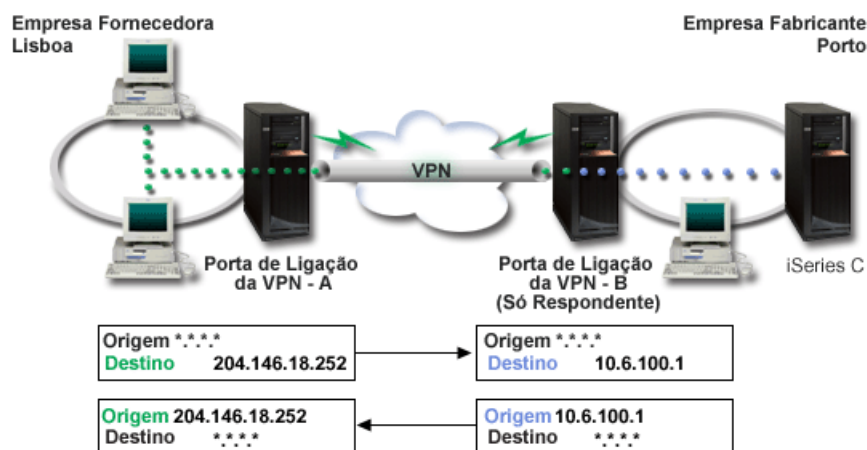 Empresa Fornecedora
Lisboa
Empresa Fabricante
Porto
VPN
Porta de Ligação
da VPN - A
Porta de Ligação
da VPN - B
(Só Respondente)
iSeries C
Origem *.*.*.*
Destino 204.146.18.252
Origem *.*.*.*
Destino 10.6.100.1
Origem 204.146.18.252
Destino *.*.*.*
Origem 10.6.100.1
Destino *.*.*.*